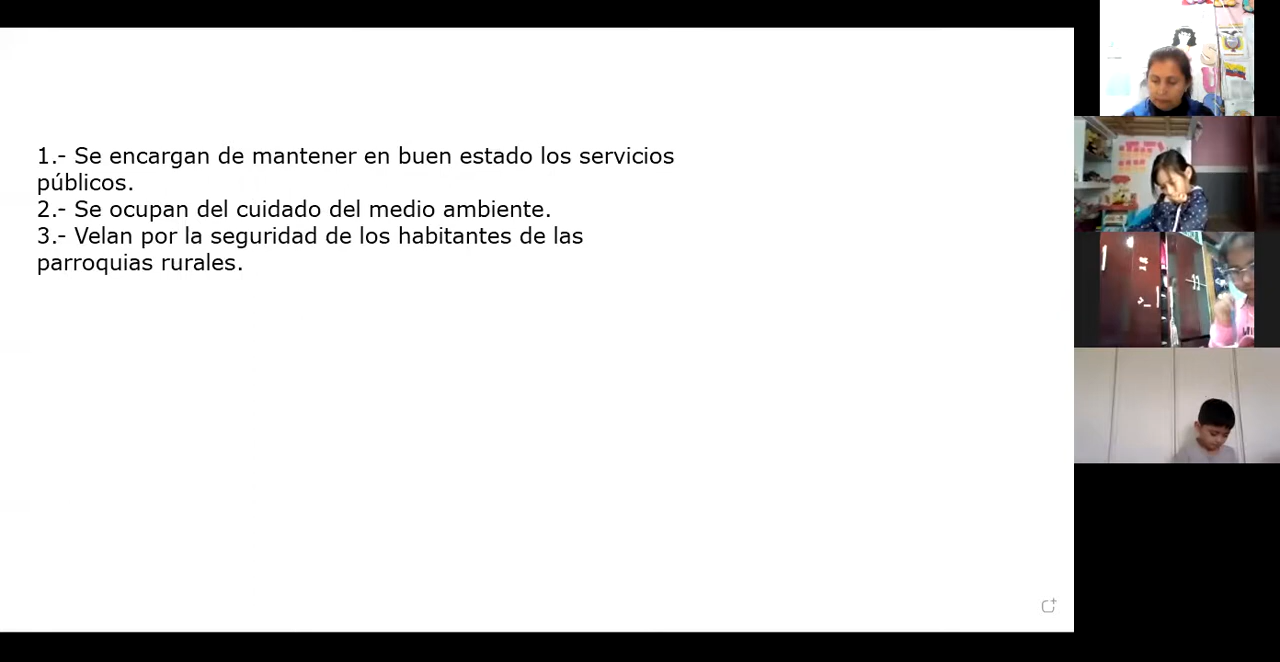 1.- Se encargan de mantener en buen estado los servicios
públicos.
2.- Se ocupan del cuidado del medio ambiente.
3.- Velan por la seguridad de los habitantes de las
parroquias rurales.